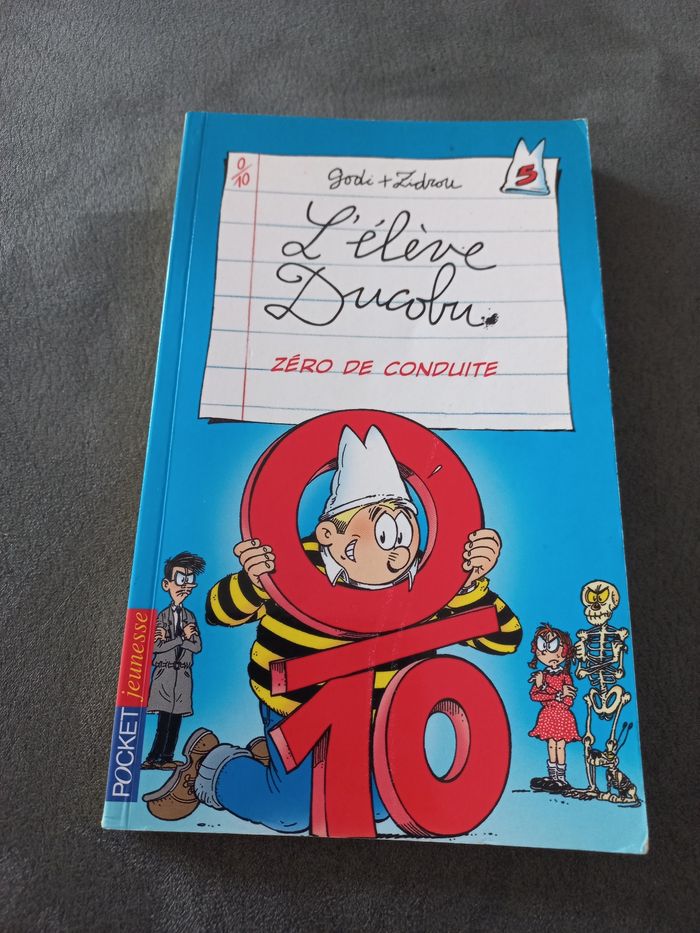 0/10
godi + Zidrou
5
L'élève
Ducobu
ZÉRO DE CONDUITE
0
10
POCKET jeunesse